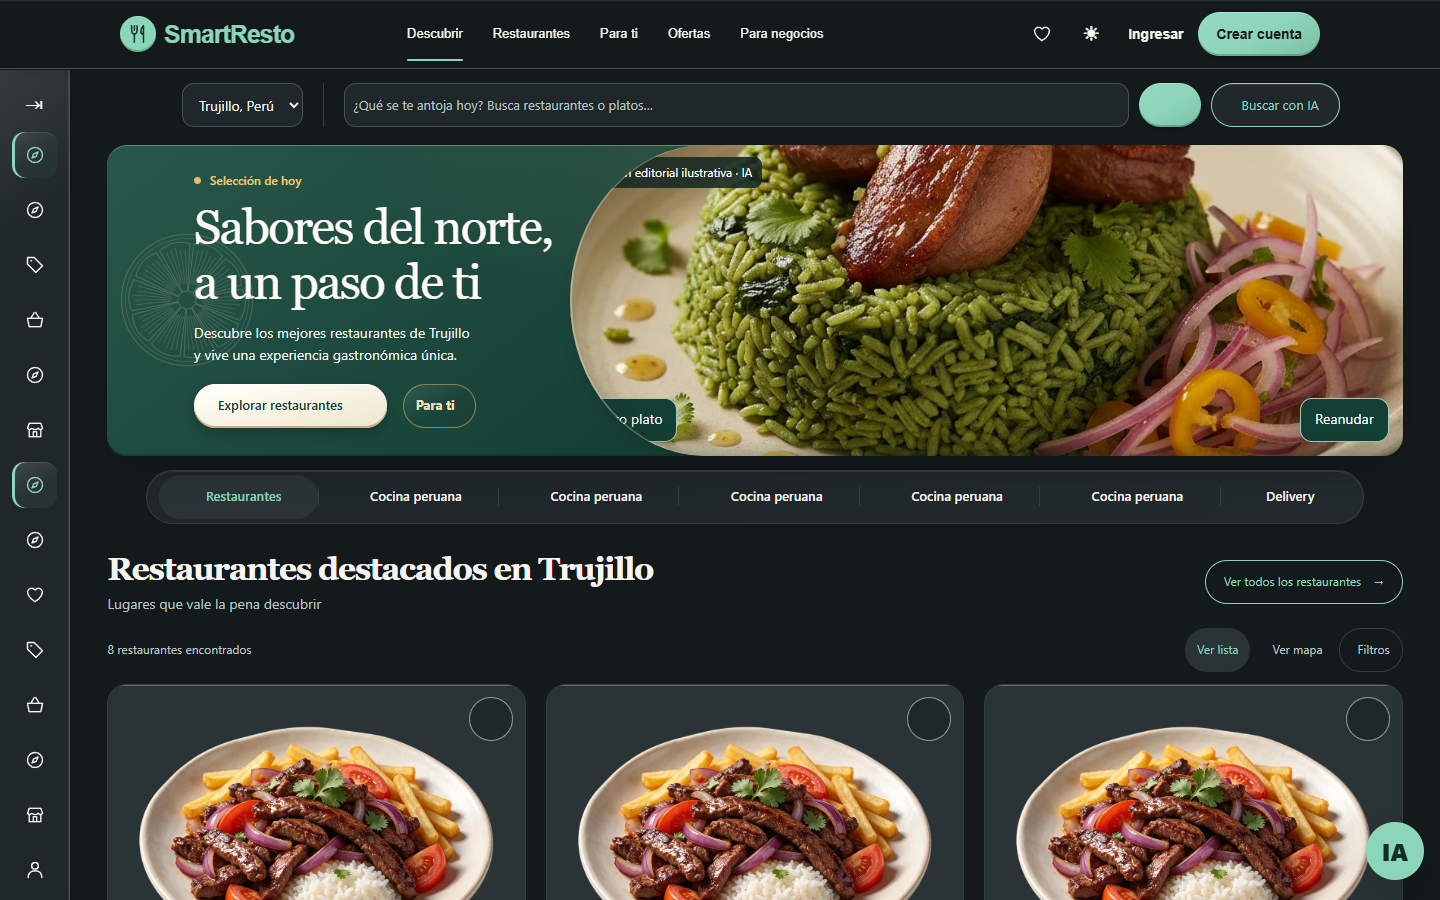 SmartResto
Descubrir
Restaurantes
Para ti
Ofertas
Para negocios
Ingresar
Crear cuenta
Trujillo, Perú
¿Qué se te antoja hoy? Busca restaurantes o platos...
Buscar con IA
Selección de hoy
editorial ilustrativa · IA
Sabores del norte,
a un paso de ti
Descubre los mejores restaurantes de Trujillo
y vive una experiencia gastronómica única.
Explorar restaurantes
Para ti
plato
Reanudar
Restaurantes
Cocina peruana
Cocina peruana
Cocina peruana
Cocina peruana
Cocina peruana
Delivery
Restaurantes destacados en Trujillo
Lugares que vale la pena descubrir
Ver todos los restaurantes →
8 restaurantes encontrados
Ver lista
Ver mapa
Filtros
IA